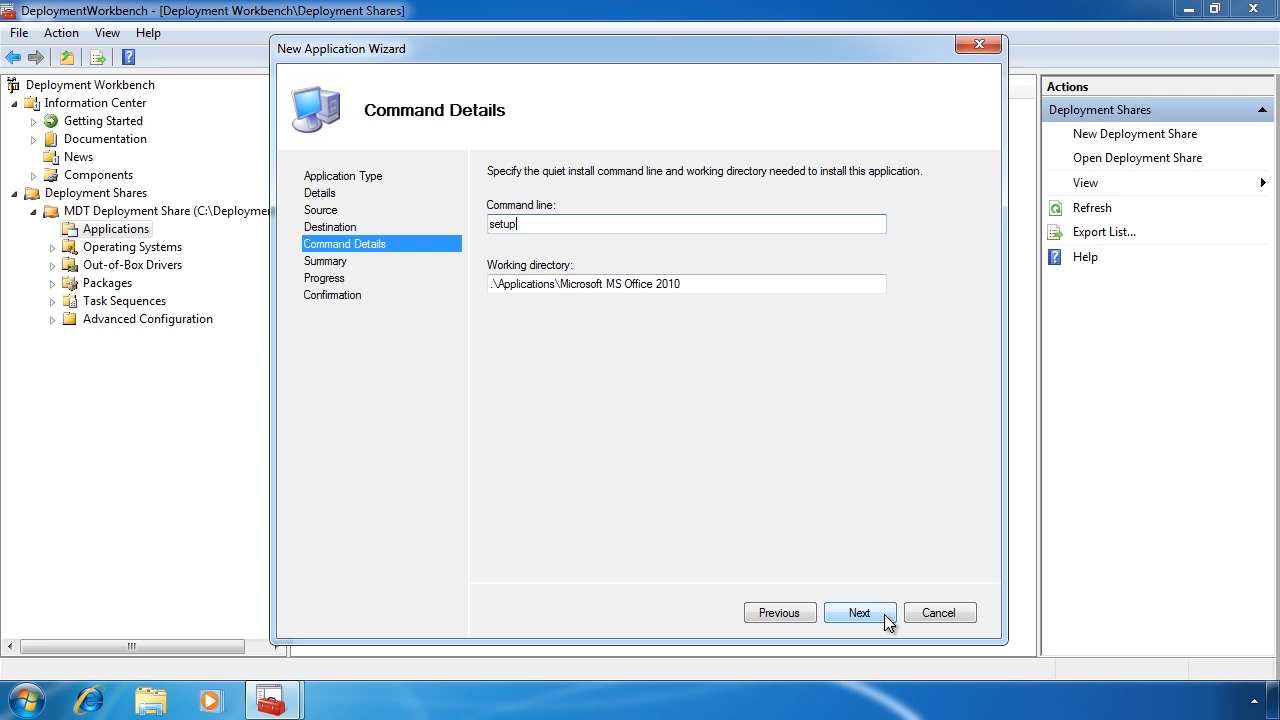 DeploymentWorkbench - [Deployment Workbench\Deployment Shares]
File Action View Help
Deployment Workbench
Information Center
Getting Started
Documentation
News
Components
Deployment Shares
MDT Deployment Share (C:\Deployme
Applications
Operating Systems
Out-of-Box Drivers
Packages
Task Sequences
Advanced Configuration
New Application Wizard
Command Details
Application Type
Details
Source
Destination
Command Details
Summary
Progress
Confirmation
Specify the quiet install command line and working directory needed to install this application.
Command line:
setup
Working directory:
.\Applications\Microsoft MS Office 2010
Previous Next Cancel
Actions
Deployment Shares
New Deployment Share
Open Deployment Share
View
Refresh
Export List...
Help